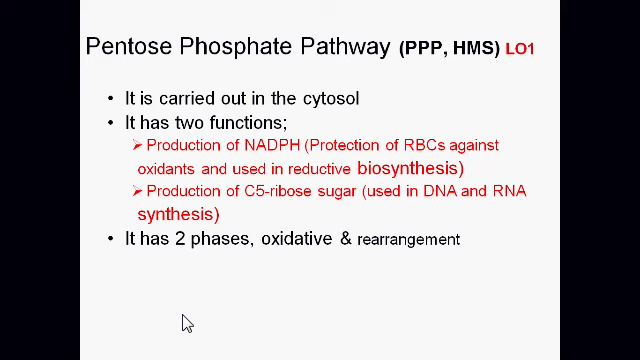 Pentose Phosphate Pathway (PPP, HMS) LO1
• It is carried out in the cytosol
• It has two functions;
➢ Production of NADPH (Protection of RBCs against
oxidants and used in reductive biosynthesis)
➢ Production of C5-ribose sugar (used in DNA and RNA
synthesis)
• It has 2 phases, oxidative & rearrangement